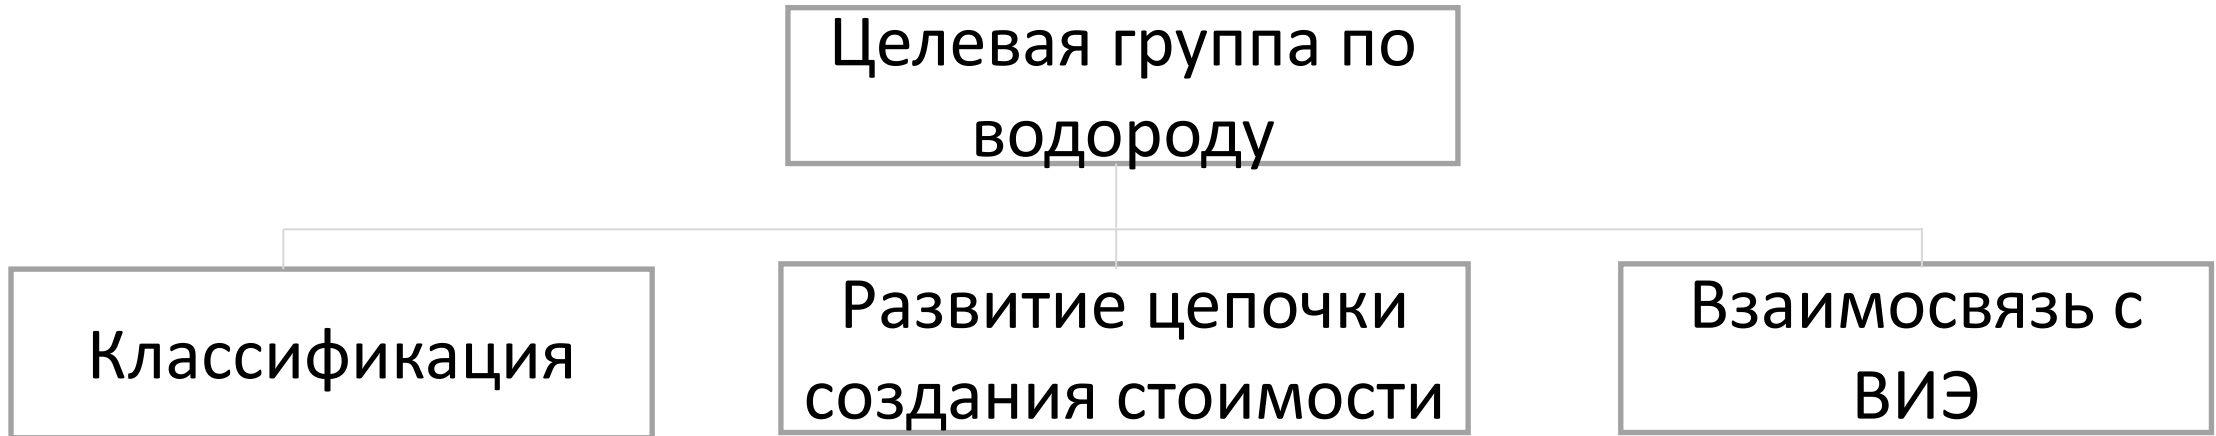 Целевая группа по
водороду
Классификация
Развитие цепочки
создания стоимости
Взаимосвязь с
ВИЭ